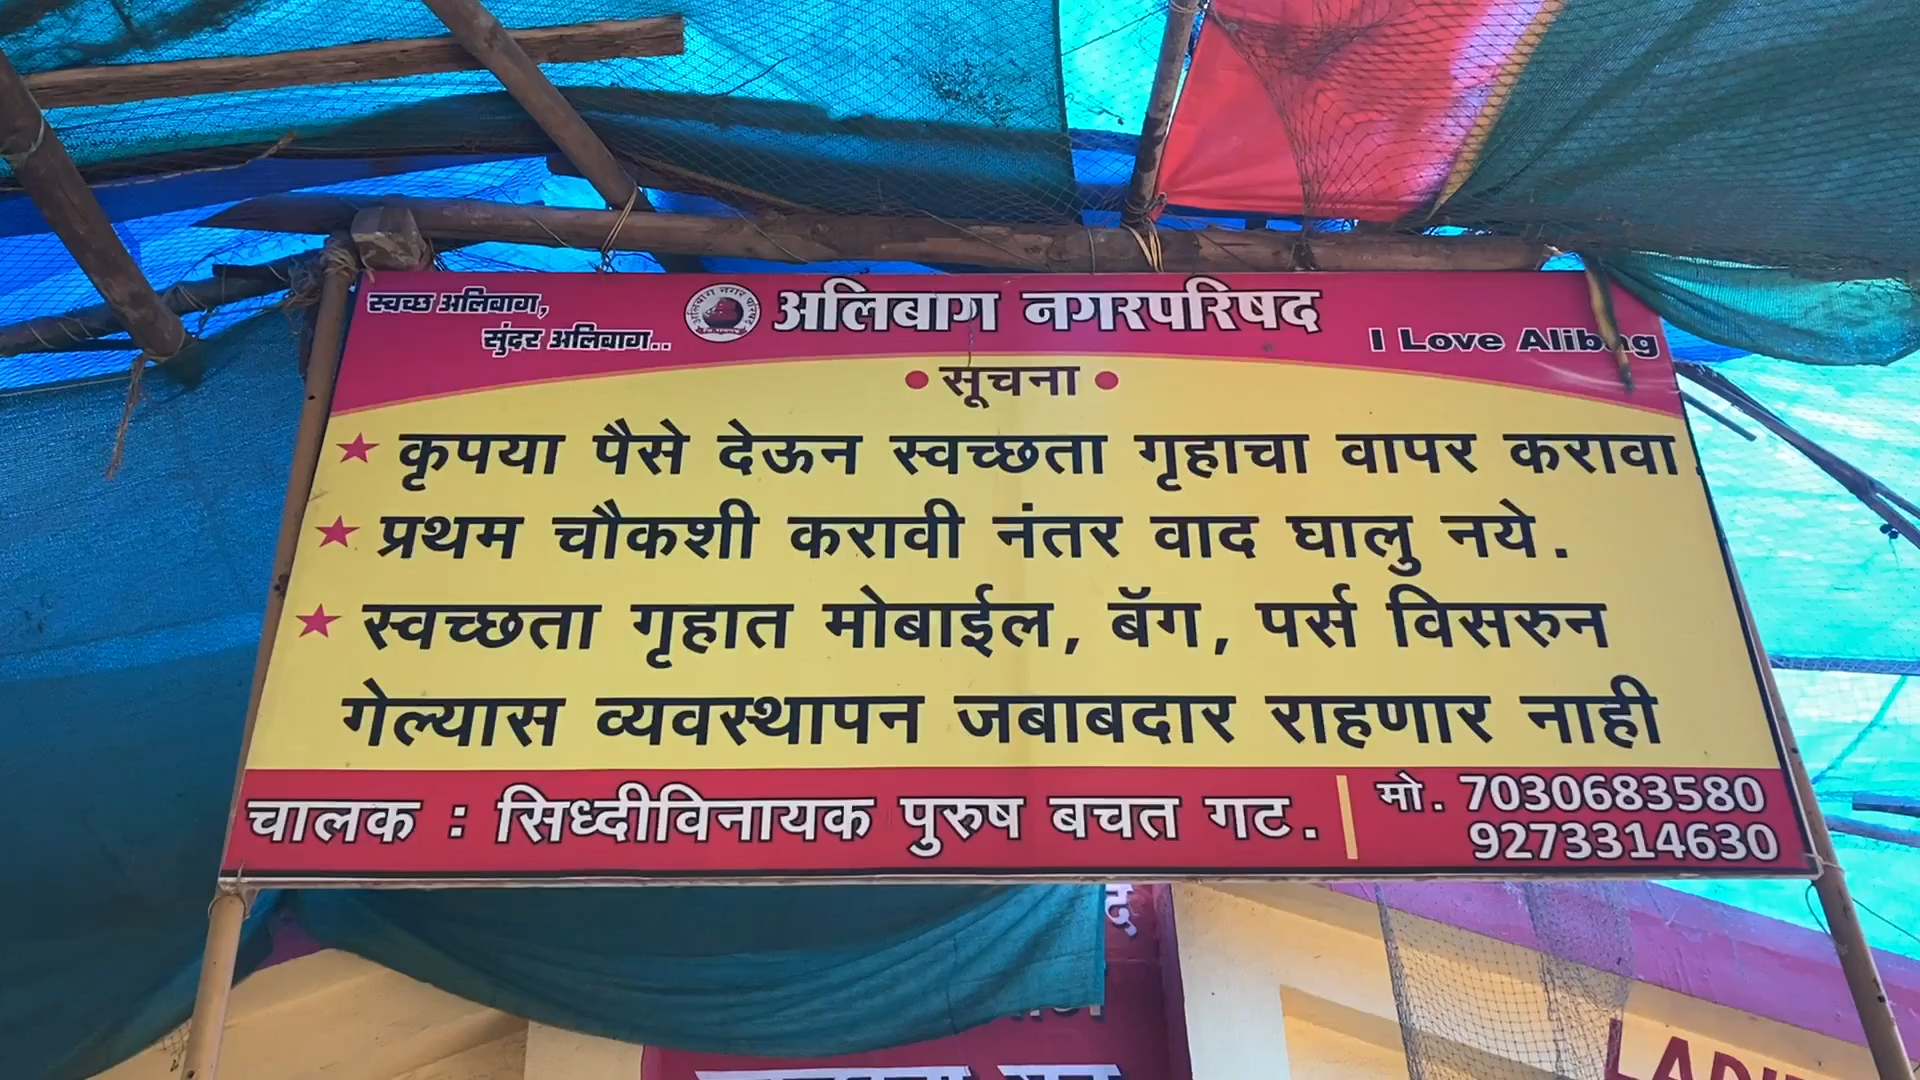 स्वच्छ अलिबाग,
सुंदर अलिबाग..
अलिबाग नगरपरिषद
I Love Alibag
सूचना
कृपया पैसे देऊन स्वच्छता गृहाचा वापर करावा.
प्रथम चौकशी करावी नंतर वाद घालु नये.
स्वच्छता गृहात मोबाईल, बॅग, पर्स विसरुन
गेल्यास व्यवस्थापन जबाबदार राहणार नाही
चालक : सिध्दीविनायक पुरुष बचत गट.
मो. 7030683580
9273314630